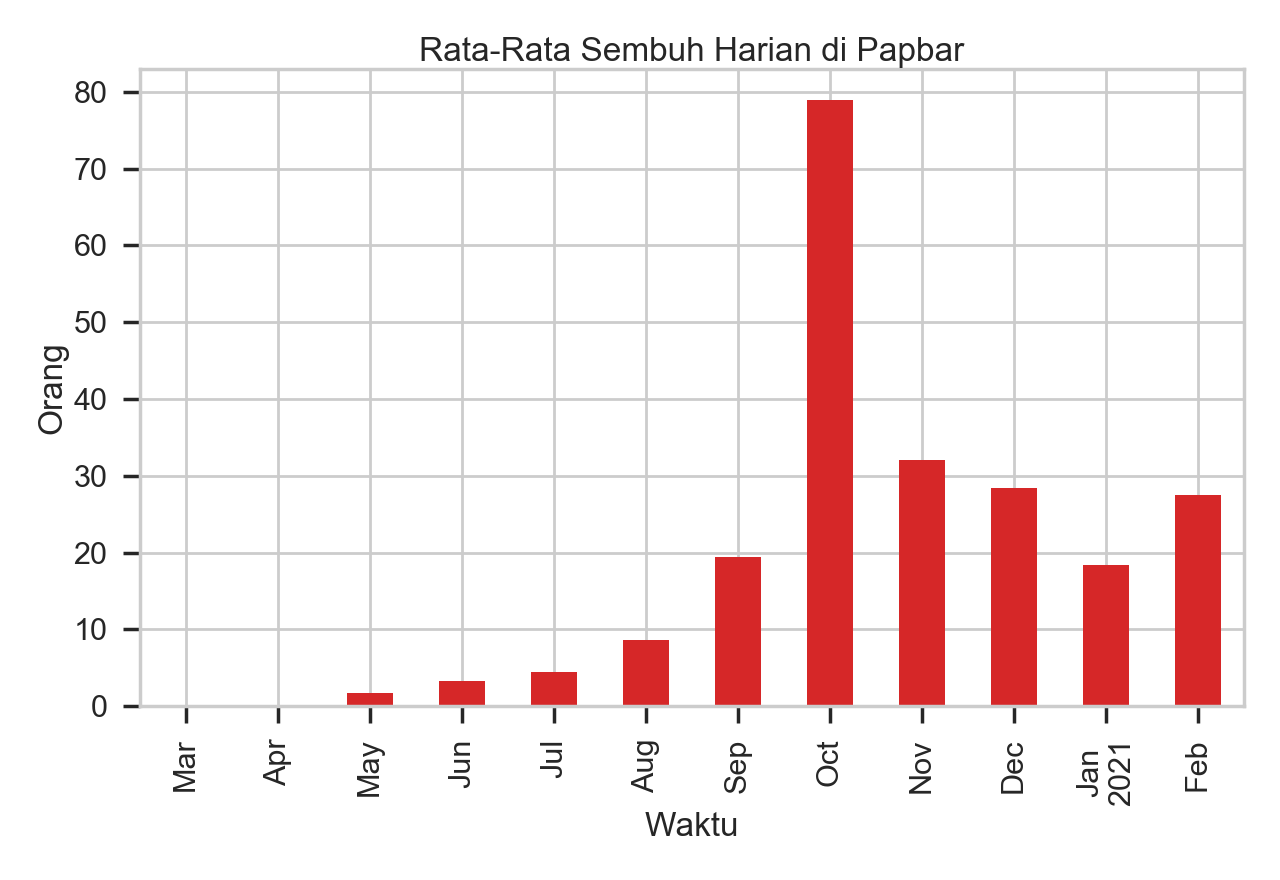 Rata-Rata Sembuh Harian di Papbar
80
70
60
50
40
30
20
10
0
Orang
Mar
Apr
May
Jun
Jul
Aug
Sep
Oct
Nov
Dec
Jan
2021
Feb
Waktu